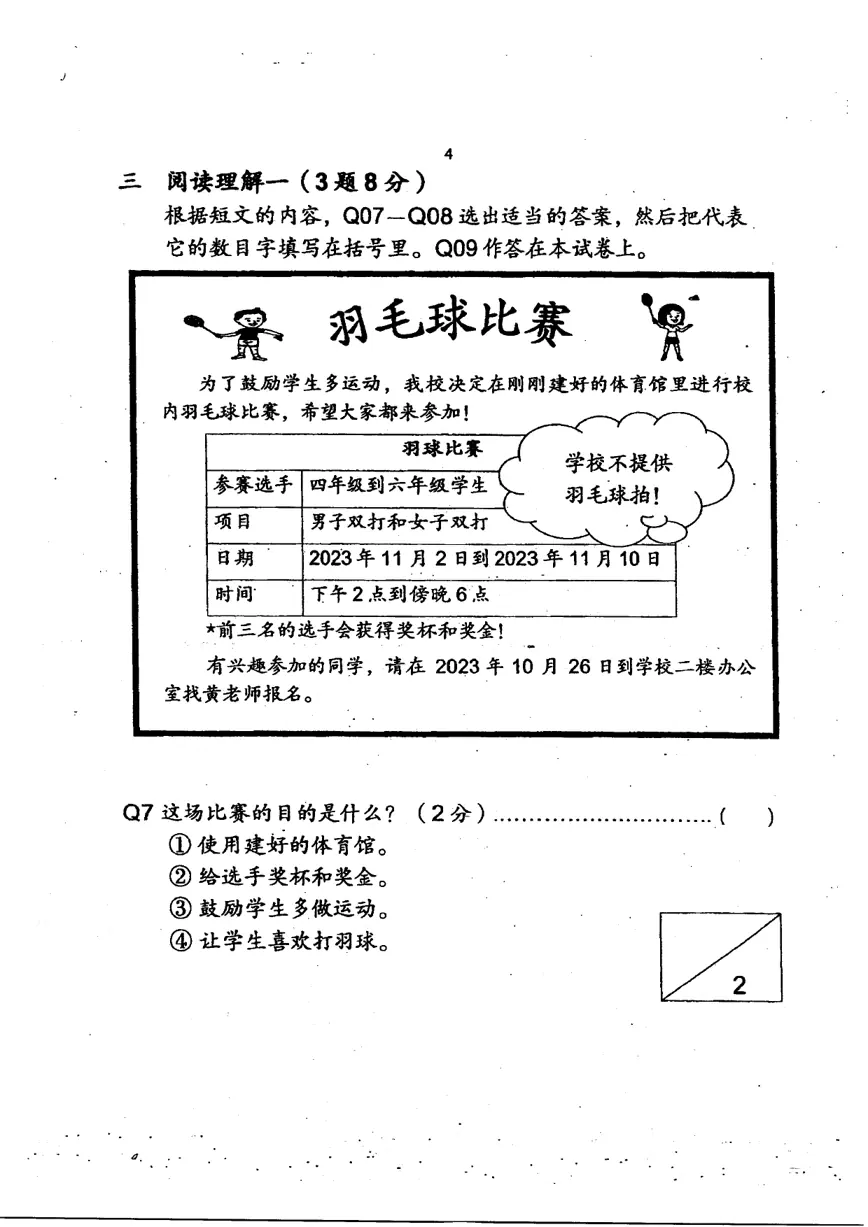 4
三 阅读理解一（3题8分）
根据短文的内容，Q07－Q08选出适当的答案，然后把代表
它的数目字填写在括号里。Q09作答在本试卷上。
羽毛球比赛
为了鼓励学生多运动，我校决定在刚刚建好的体育馆里进行校
内羽毛球比赛，希望大家都来参加！
羽球比赛
学校不提供
羽毛球拍！
参赛选手 四年级到六年级学生
项目 男子双打和女子双打
日期 2023年11月2日到2023年11月10日
时间 下午2点到傍晚6点
*前三名的选手会获得奖杯和奖金！
有兴趣参加的同学，请在 2023 年 10 月 26 日到学校二楼办公
室找黄老师报名。
Q7 这场比赛的目的是什么？（2分）................................( )
① 使用建好的体育馆。
② 给选手奖杯和奖金。
③ 鼓励学生多做运动。
④ 让学生喜欢打羽球。
2